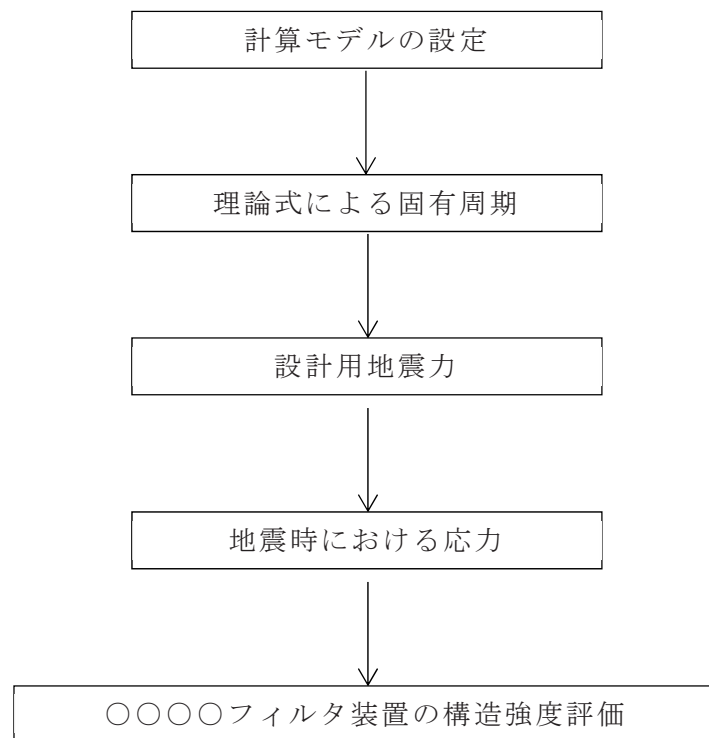 計算モデルの設定
理論式による固有周期
設計用地震力
地震時における応力
○○○○フィルタ装置の構造強度評価